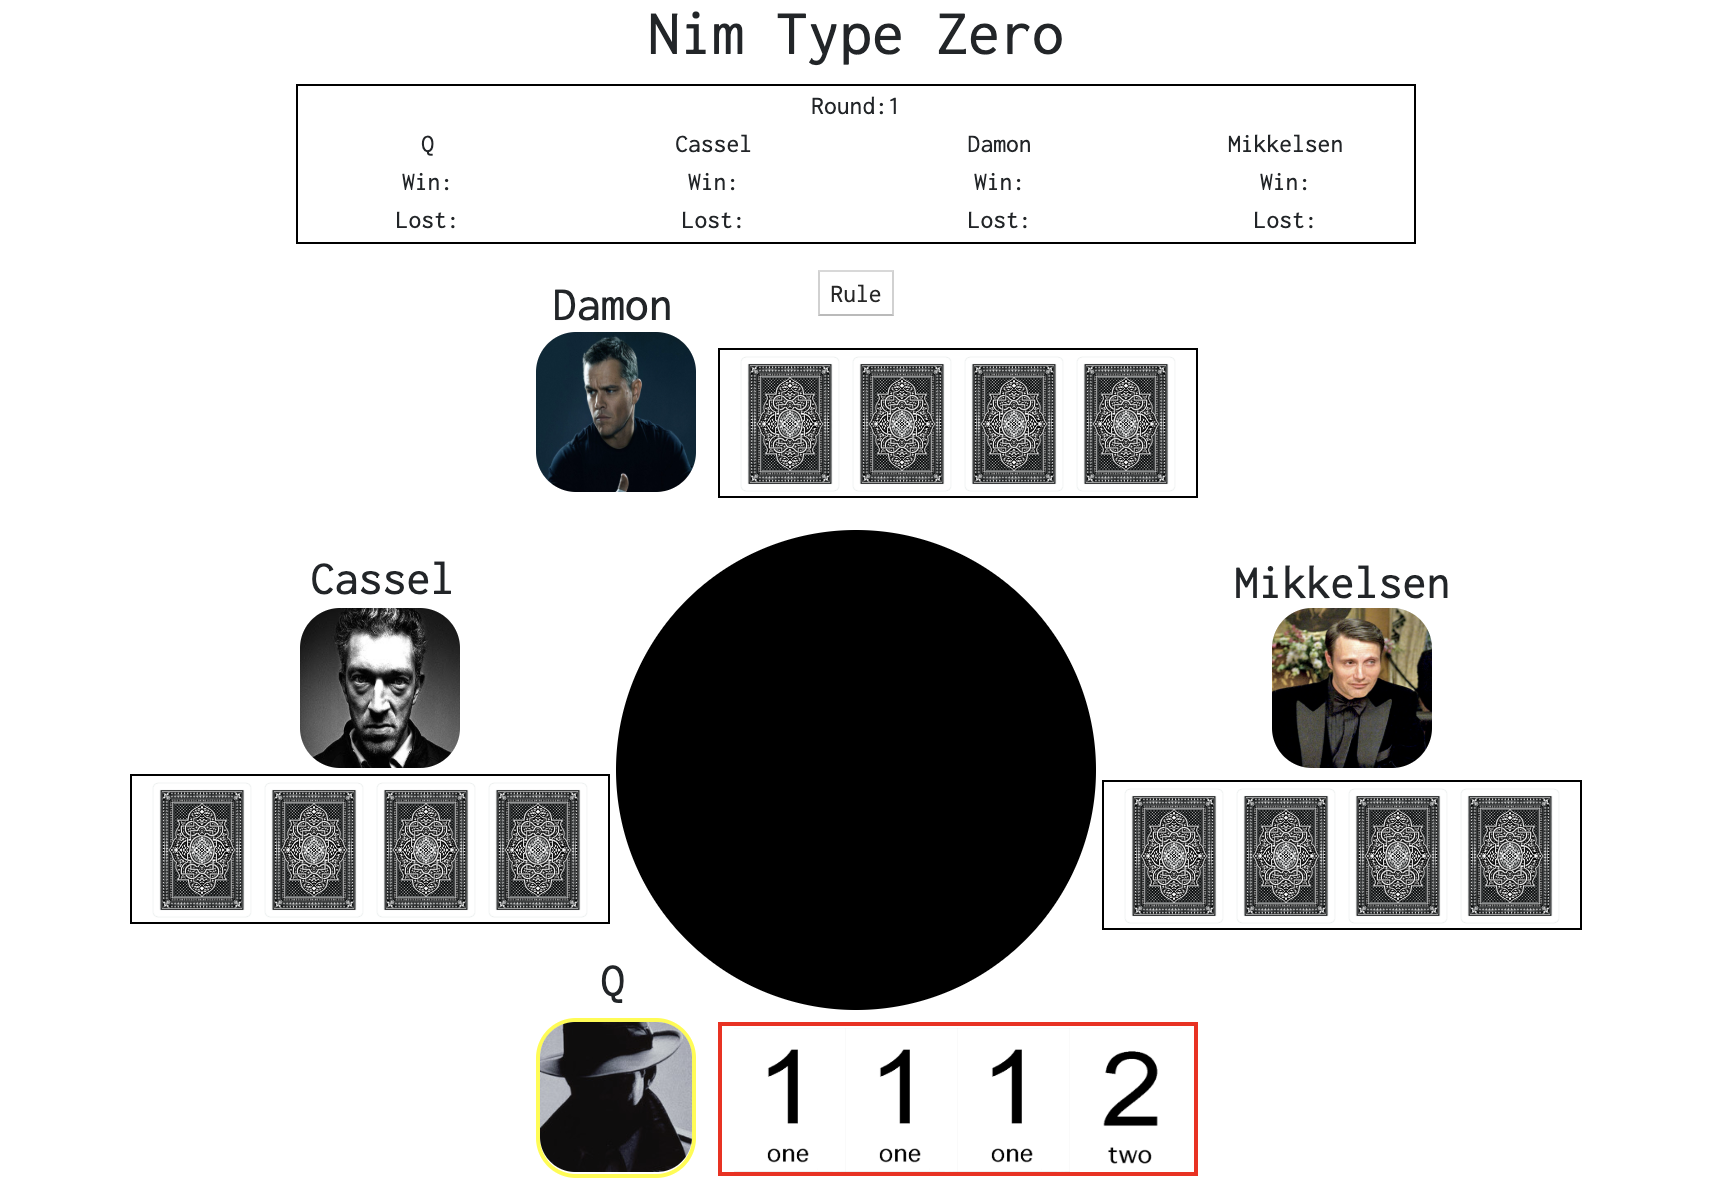 Nim Type Zero
Round:1
Q Cassel Damon Mikkelsen
Win: Win: Win: Win:
Lost: Lost: Lost: Lost:
Rule
Damon
Cassel
Mikkelsen
Q
1 1 1 2
one one one two